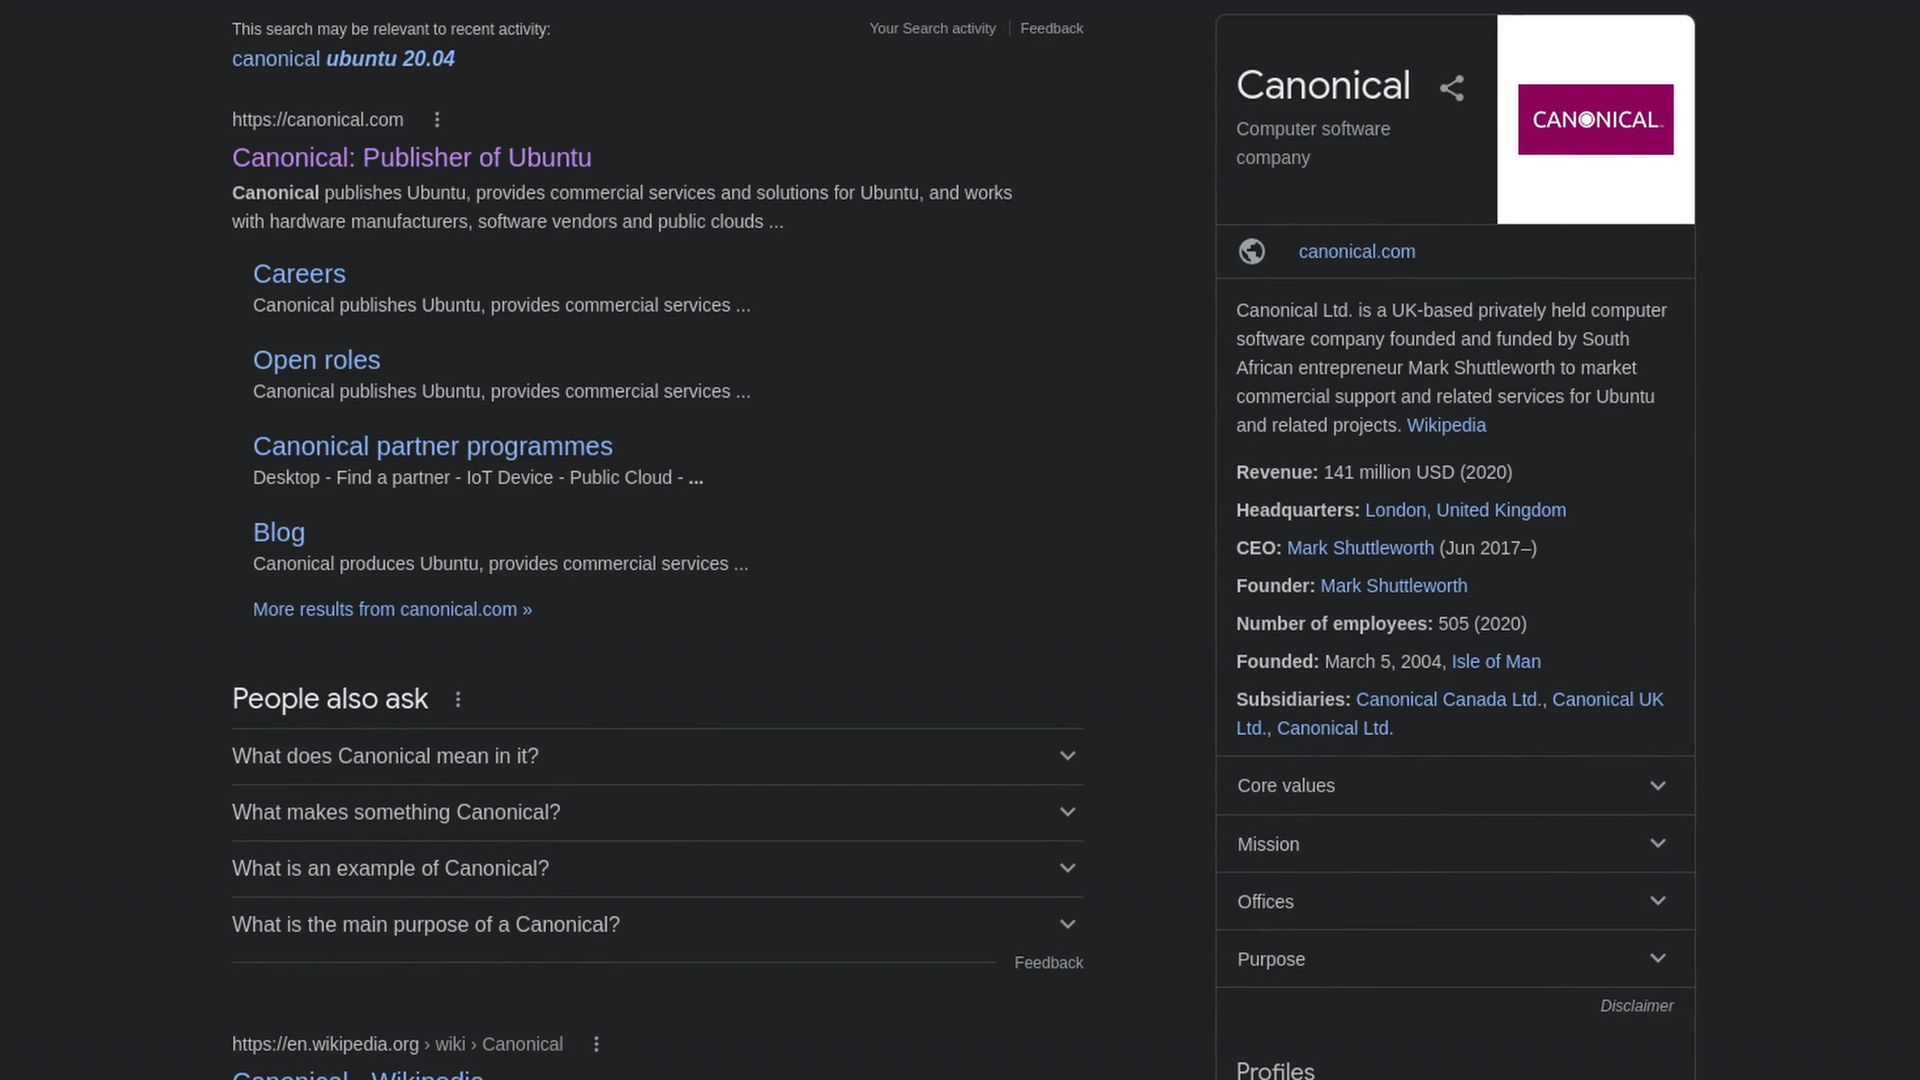 This search may be relevant to recent activity:
Your Search activity
Feedback
canonical ubuntu 20.04
https://canonical.com
Canonical: Publisher of Ubuntu
Canonical publishes Ubuntu, provides commercial services and solutions for Ubuntu, and works
with hardware manufacturers, software vendors and public clouds ...
Careers
Canonical publishes Ubuntu, provides commercial services ...
Open roles
Canonical publishes Ubuntu, provides commercial services ...
Canonical partner programmes
Desktop - Find a partner - IoT Device - Public Cloud - ...
Blog
Canonical produces Ubuntu, provides commercial services ...
More results from canonical.com »
People also ask
What does Canonical mean in it?
What makes something Canonical?
What is an example of Canonical?
What is the main purpose of a Canonical?
Feedback
https://en.wikipedia.org › wiki › Canonical
Canonical - Wikipedia
Canonical
Computer software
company
CANONICAL
canonical.com
Canonical Ltd. is a UK-based privately held computer
software company founded and funded by South
African entrepreneur Mark Shuttleworth to market
commercial support and related services for Ubuntu
and related projects. Wikipedia
Revenue: 141 million USD (2020)
Headquarters: London, United Kingdom
CEO: Mark Shuttleworth (Jun 2017–)
Founder: Mark Shuttleworth
Number of employees: 505 (2020)
Founded: March 5, 2004, Isle of Man
Subsidiaries: Canonical Canada Ltd., Canonical UK
Ltd., Canonical Ltd.
Core values
Mission
Offices
Purpose
Disclaimer
Profiles